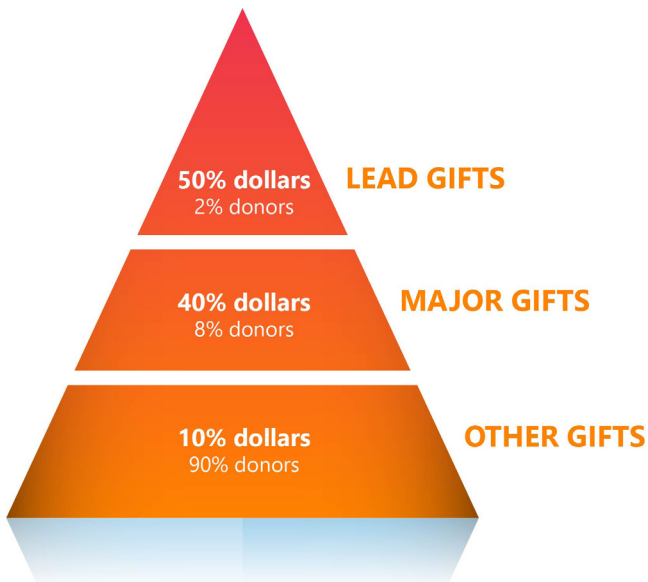 50% dollars
2% donors
LEAD GIFTS
40% dollars
8% donors
MAJOR GIFTS
10% dollars
90% donors
OTHER GIFTS